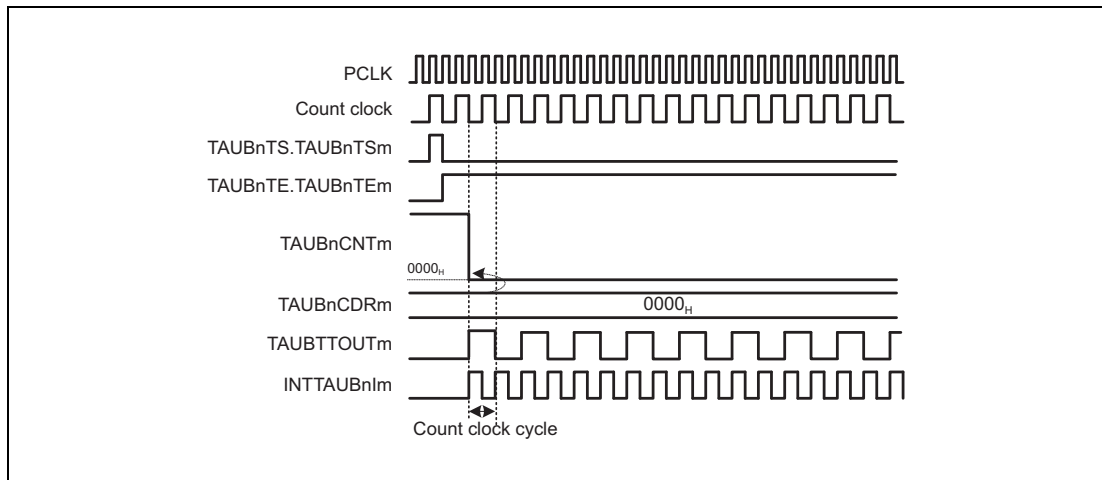 PCLK
Count clock
TAUBnTS.TAUBnTSm
TAUBnTE.TAUBnTEm
TAUBnCNTm
0000H
TAUBnCDRm
0000H
TAUBTTOUTm
INTTAUBnIm
Count clock cycle